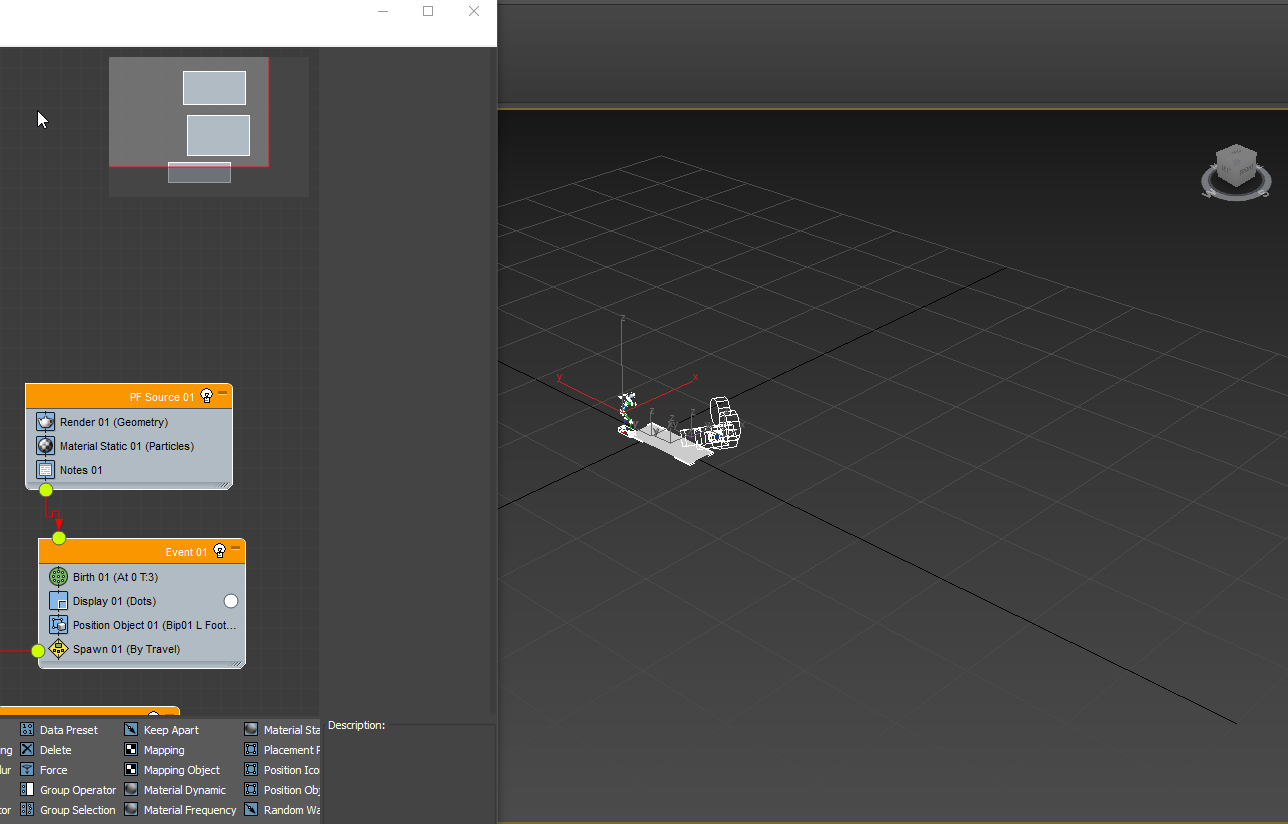 PF Source 01
Render 01 (Geometry)
Material Static 01 (Particles)
Notes 01
Event 01
Birth 01 (At 0 T:3)
Display 01 (Dots)
Position Object 01 (Bip01 L Foot...
Spawn 01 (By Travel)
Data Preset
Keep Apart
Material Sta
ng
Delete
Mapping
Placement F
lur
Force
Mapping Object
Position Ico
Group Operator
Material Dynamic
Position Obj
tor
Group Selection
Material Frequency
Random Wa
Description:
z
y
x
z
z
z